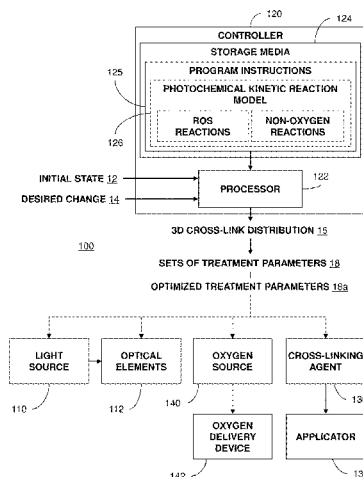 120
CONTROLLER
124
STORAGE MEDIA
PROGRAM INSTRUCTIONS
125
PHOTOCHEMICAL KINETIC REACTION
MODEL
126
ROS
REACTIONS
NON-OXYGEN
REACTIONS
INITIAL STATE 12
DESIRED CHANGE 14
PROCESSOR
122
3D CROSS-LINK DISTRIBUTION 16
100
SETS OF TREATMENT PARAMETERS 18
OPTIMIZED TREATMENT PARAMETERS 18a
LIGHT
SOURCE
OPTICAL
ELEMENTS
OXYGEN
SOURCE
CROSS-LINKING
AGENT
110
112
140
OXYGEN
DELIVERY
DEVICE
APPLICATOR
142